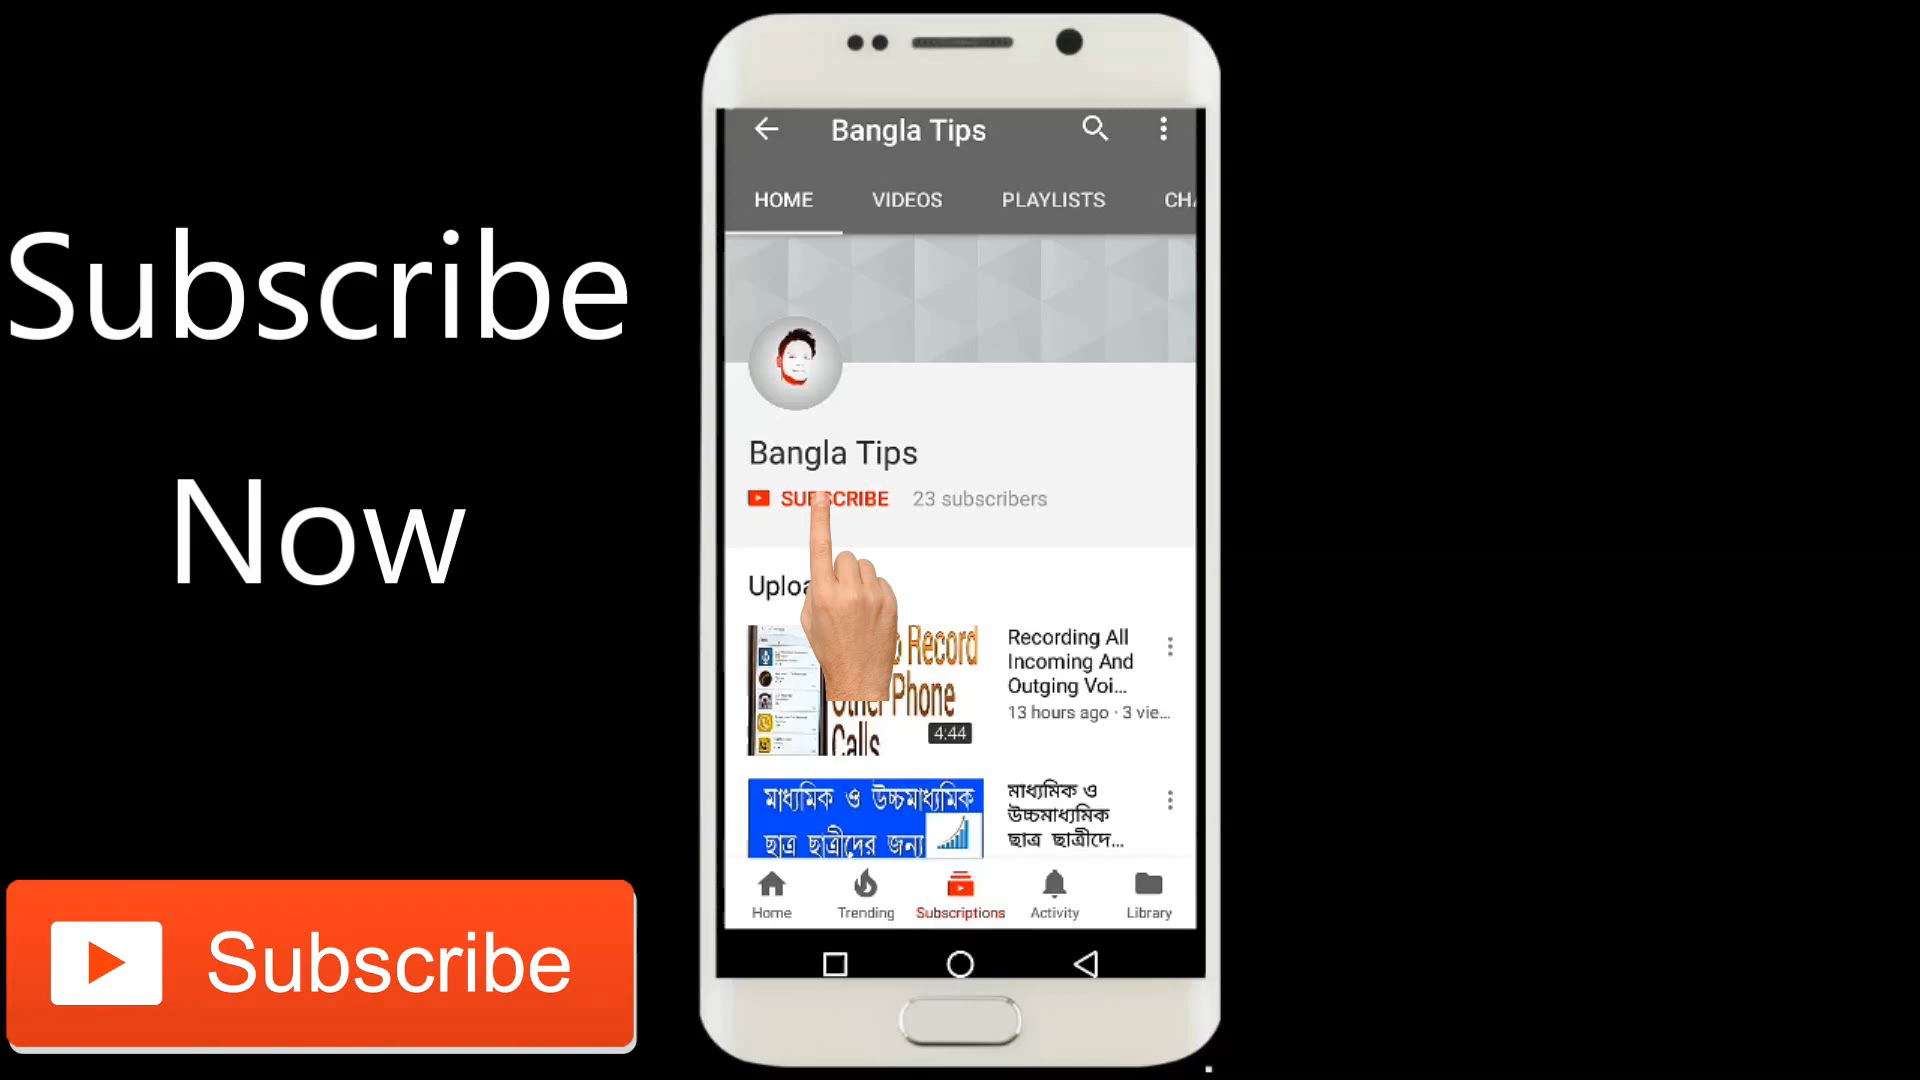 Subscribe
Now
Subscribe
Bangla Tips
HOME VIDEOS PLAYLISTS
Bangla Tips
SUBSCRIBE 23 subscribers
Record
Phone
Calls
4:44
Recording All
Incoming And
Outging Voi...
13 hours ago · 3 vie...
মাধ্যমিক ও উচ্চমাধ্যমিক
ছাত্র ছাত্রীদের জন্য
মাধ্যমিক ও
উচ্চমাধ্যমিক
ছাত্র ছাত্রীদে...
Home Trending Subscriptions Activity Library